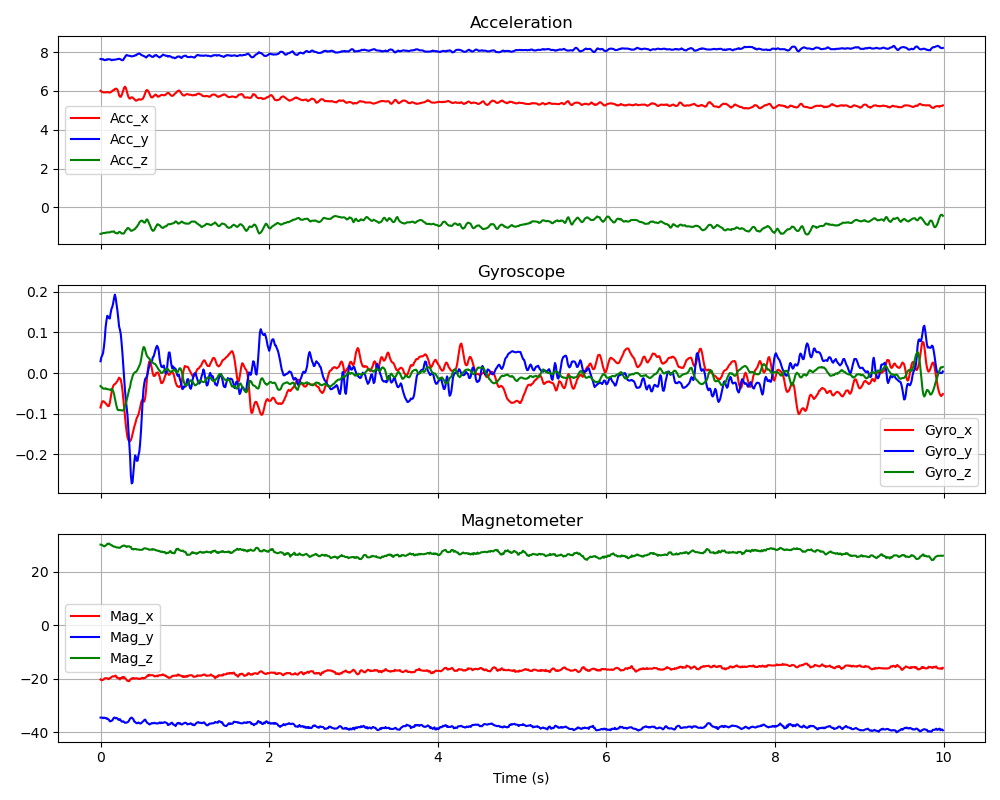 Acceleration
8
6
4
2
0
Acc_x
Acc_y
Acc_z
Gyroscope
0.2
0.1
0.0
−0.1
−0.2
Gyro_x
Gyro_y
Gyro_z
Magnetometer
20
0
−20
−40
Mag_x
Mag_y
Mag_z
0 2 4 6 8 10
Time (s)